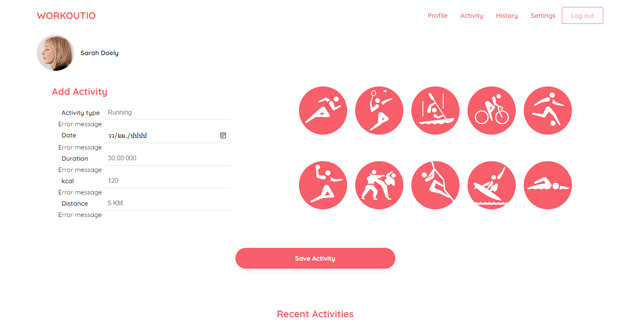 WORKOUTIO
Profile Activity History Settings Log out
Sarah Doely
Add Activity
Activity type Running
Error message
Date วว/ดด/ปปปป
Error message
Duration 30:00:000
Error message
kcal 120
Error message
Distance 5 KM
Error message
Save Activity
Recent Activities